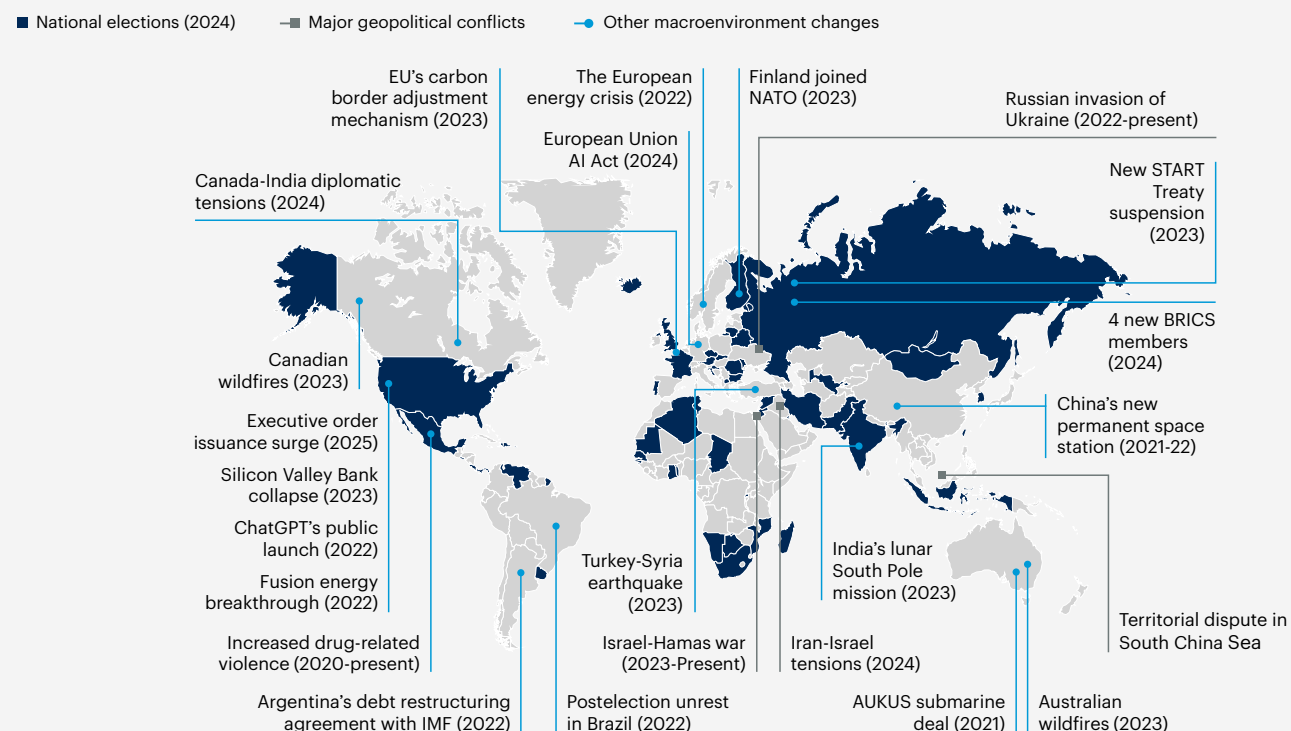 National elections (2024)
Major geopolitical conflicts
Other macroenvironment changes
EU's carbon
border adjustment
mechanism (2023)
The European
energy crisis (2022)
Finland joined
NATO (2023)
Russian invasion of
Ukraine (2022-present)
European Union
AI Act (2024)
New START
Treaty
suspension
(2023)
Canada-India diplomatic
tensions (2024)
4 new BRICS
members
(2024)
Canadian
wildfires (2023)
China's new
permanent space
station (2021-22)
Executive order
issuance surge (2025)
Silicon Valley Bank
collapse (2023)
ChatGPT's public
launch (2022)
Fusion energy
breakthrough (2022)
Turkey-Syria
earthquake
(2023)
India's lunar
South Pole
mission (2023)
Territorial dispute in
South China Sea
Increased drug-related
violence (2020-present)
Israel-Hamas war
(2023-Present)
Iran-Israel
tensions (2024)
Argentina's debt restructuring
agreement with IMF (2022)
Postelection unrest
in Brazil (2022)
AUKUS submarine
deal (2021)
Australian
wildfires (2023)